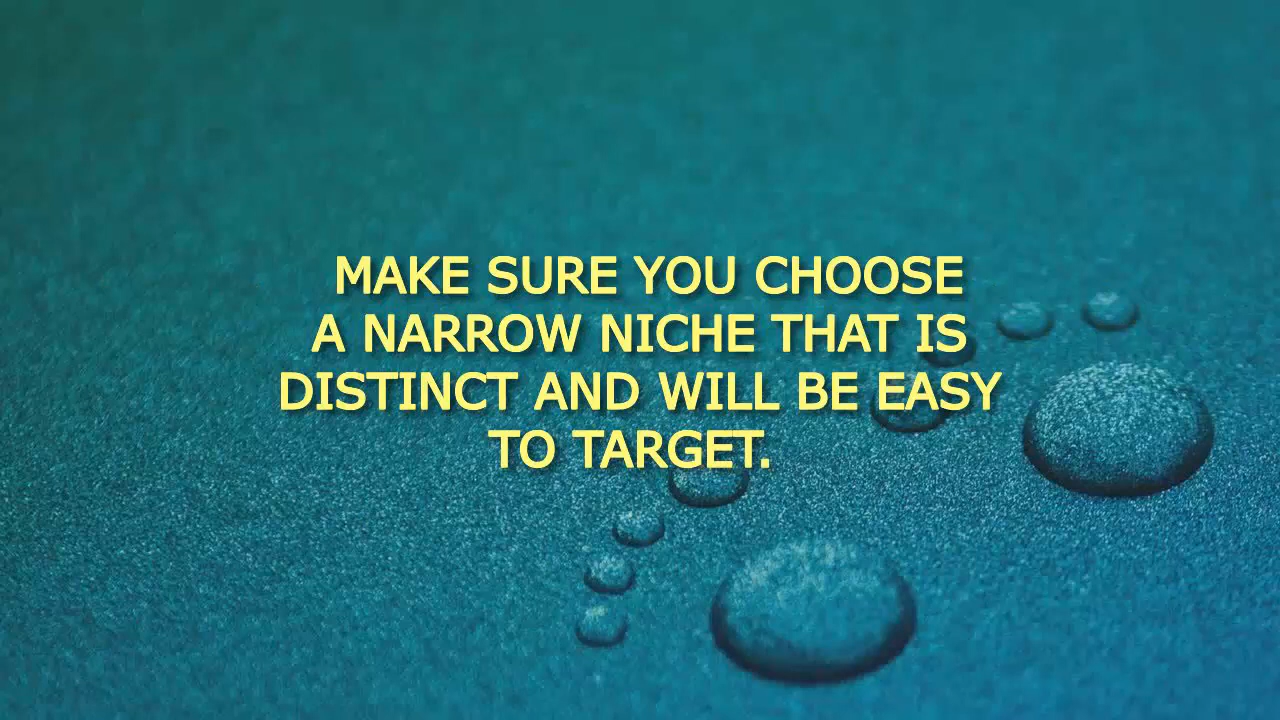 MAKE SURE YOU CHOOSE
A NARROW NICHE THAT IS
DISTINCT AND WILL BE EASY
TO TARGET.